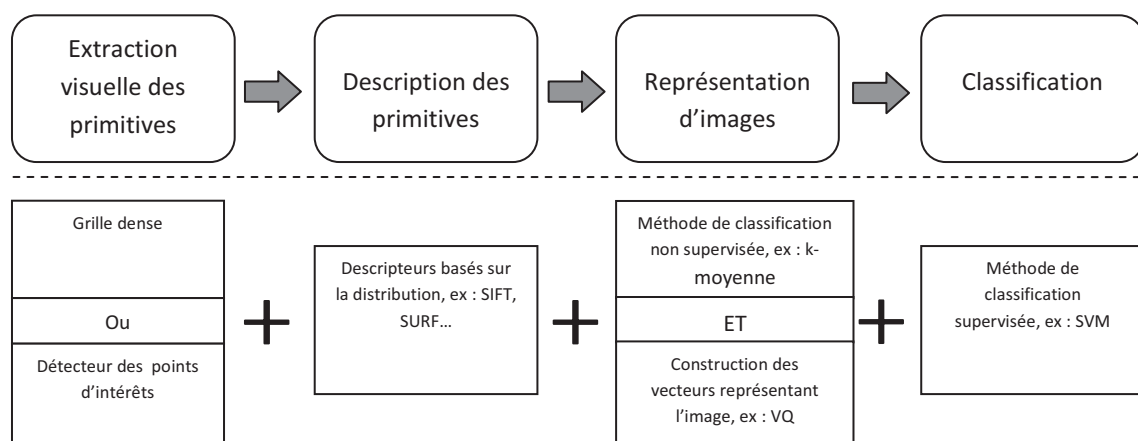 Extraction
visuelle des
primitives
Description des
primitives
Représentation
d’images
Classification
Grille dense
Ou
Détecteur des points
d’intérêts
Descripteurs basés sur
la distribution, ex : SIFT,
SURF…
Méthode de classification
non supervisée, ex : k-
moyenne
ET
Construction des
vecteurs représentant
l’image, ex : VQ
Méthode de
classification
supervisée, ex : SVM